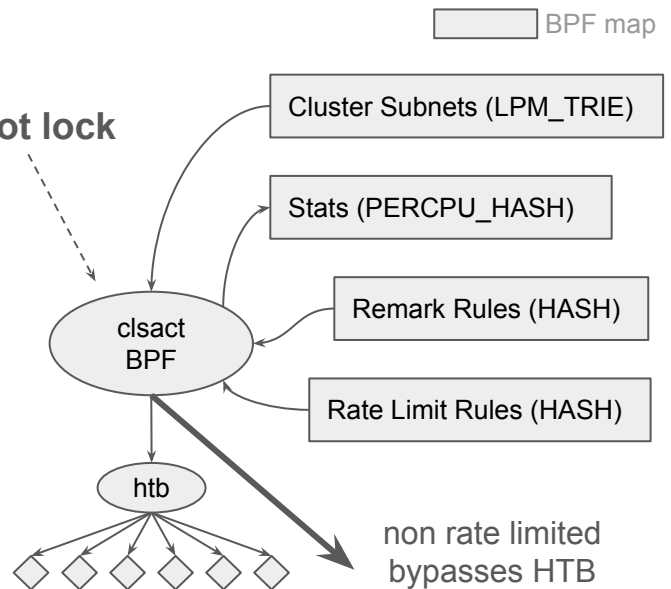 BPF map
Cluster Subnets (LPM_TRIE)
lock
Stats (PERCPU_HASH)
Remark Rules (HASH)
clsact
BPF
Rate Limit Rules (HASH)
htb
non rate limited
bypasses HTB